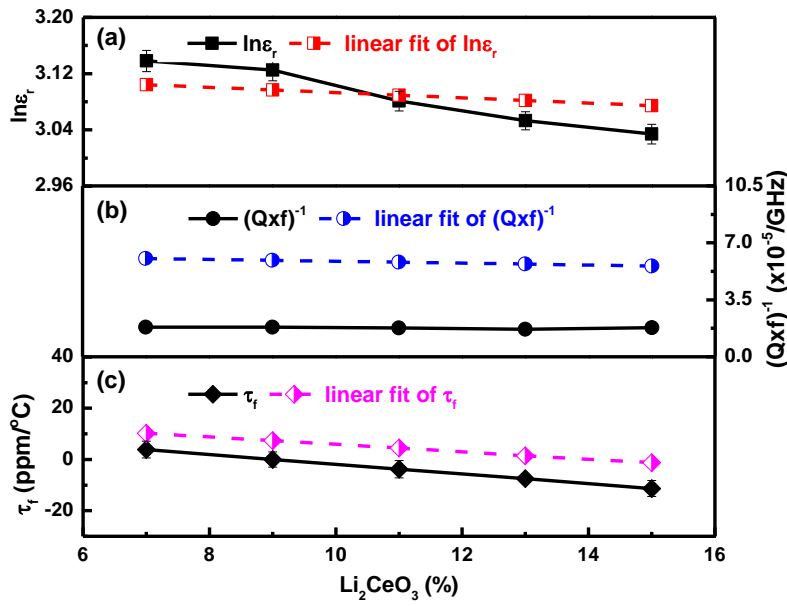 3.20
(a)
lnεr
linear fit of lnεr
3.12
lnεr
3.04
2.96
10.5
(b)
(Qxf)-1
linear fit of (Qxf)-1
7.0
(Qxf)-1 (x10-5/GHz)
3.5
0.0
40
(c)
τf
linear fit of τf
20
τf (ppm/oC)
0
-20
6 8 10 12 14 16
Li2CeO3 (%)